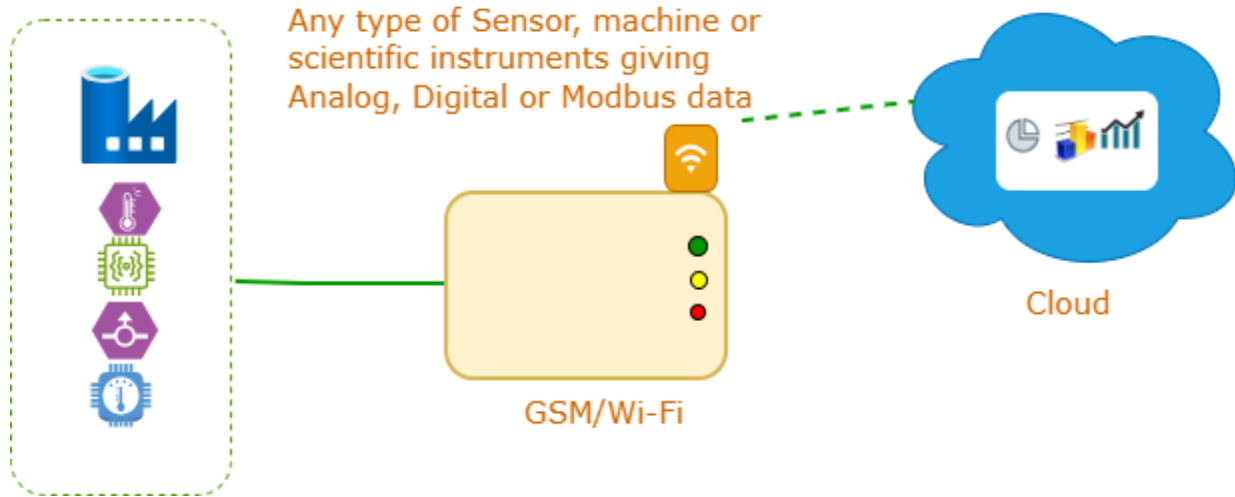 Any type of Sensor, machine or
scientific instruments giving
Analog, Digital or Modbus data
Cloud
GSM/Wi-Fi